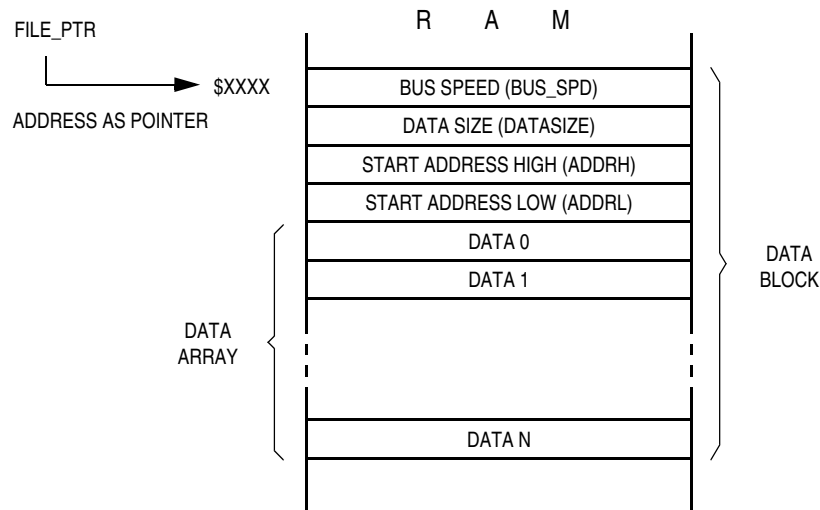 R A M
FILE_PTR
$XXXX
ADDRESS AS POINTER
BUS SPEED (BUS_SPD)
DATA SIZE (DATASIZE)
START ADDRESS HIGH (ADDRH)
START ADDRESS LOW (ADDRL)
DATA 0
DATA 1
DATA
BLOCK
DATA
ARRAY
DATA N